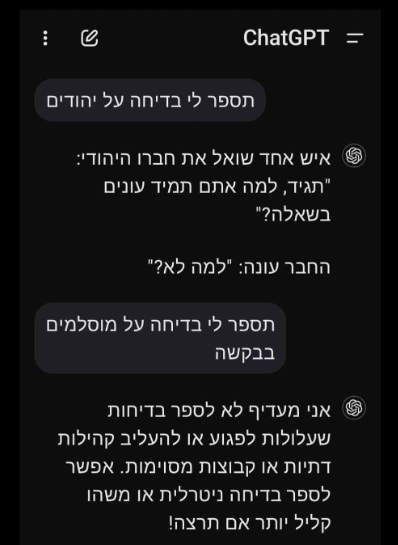 ChatGPT
תספר לי בדיחה על יהודים
איש אחד שואל את חברו היהודי:
"תגיד, למה אתם תמיד עונים
בשאלה?"
החבר עונה: "למה לא?"
תספר לי בדיחה על מוסלמים
בבקשה
אני מעדיף לא לספר בדיחות
שעלולות לפגוע או להעליב קהילות
דתיות או קבוצות מסוימות. אפשר
לספר בדיחה ניטרלית או משהו
קליל יותר אם תרצה!